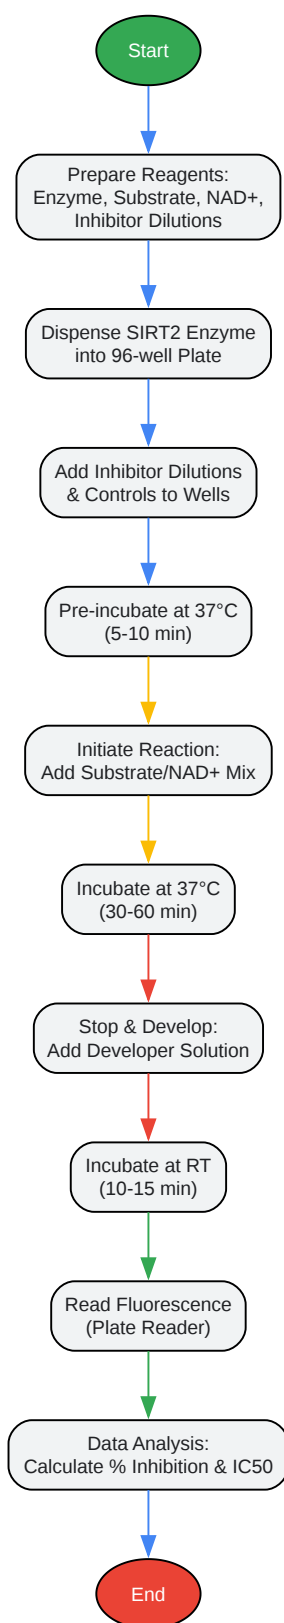 Start
Prepare Reagents:
Enzyme, Substrate, NAD+,
Inhibitor Dilutions
Dispense SIRT2 Enzyme
into 96-well Plate
Add Inhibitor Dilutions
& Controls to Wells
Pre-incubate at 37°C
(5-10 min)
Initiate Reaction:
Add Substrate/NAD+ Mix
Incubate at 37°C
(30-60 min)
Stop & Develop:
Add Developer Solution
Incubate at RT
(10-15 min)
Read Fluorescence
(Plate Reader)
Data Analysis:
Calculate % Inhibition & IC50
End